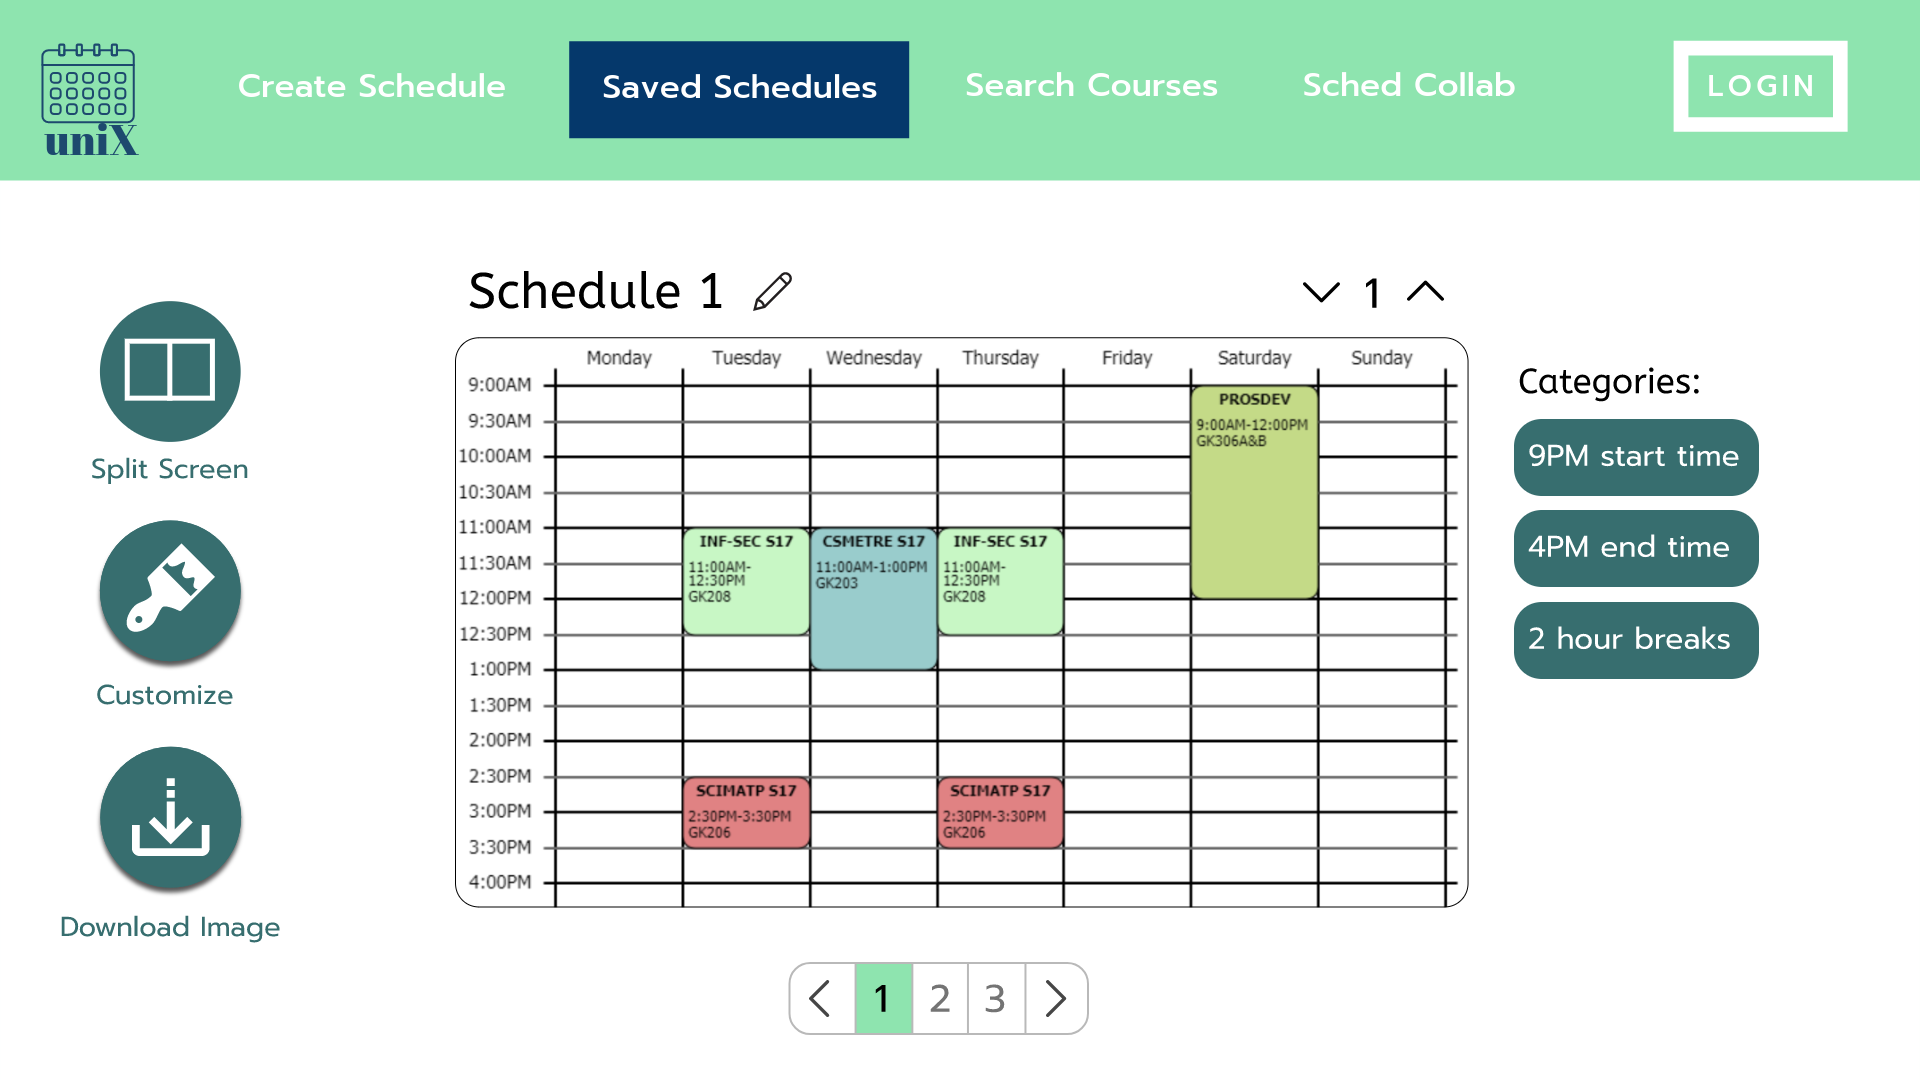 uniX
Create Schedule
Saved Schedules
Search Courses
Sched Collab
LOGIN
Split Screen
Customize
Download Image
Schedule 1
1
Monday Tuesday Wednesday Thursday Friday Saturday Sunday
9:00AM
9:30AM
10:00AM
10:30AM
11:00AM
11:30AM
12:00PM
12:30PM
1:00PM
1:30PM
2:00PM
2:30PM
3:00PM
3:30PM
4:00PM
INF-SEC S17
11:00AM-
12:30PM
GK208
SCIMATP S17
2:30PM-3:30PM
GK206
CSMETRE S17
11:00AM-1:00PM
GK203
INF-SEC S17
11:00AM-
12:30PM
GK208
SCIMATP S17
2:30PM-3:30PM
GK206
PROSDEV
9:00AM-12:00PM
GK306A&B
Categories:
9PM start time
4PM end time
2 hour breaks
1 2 3